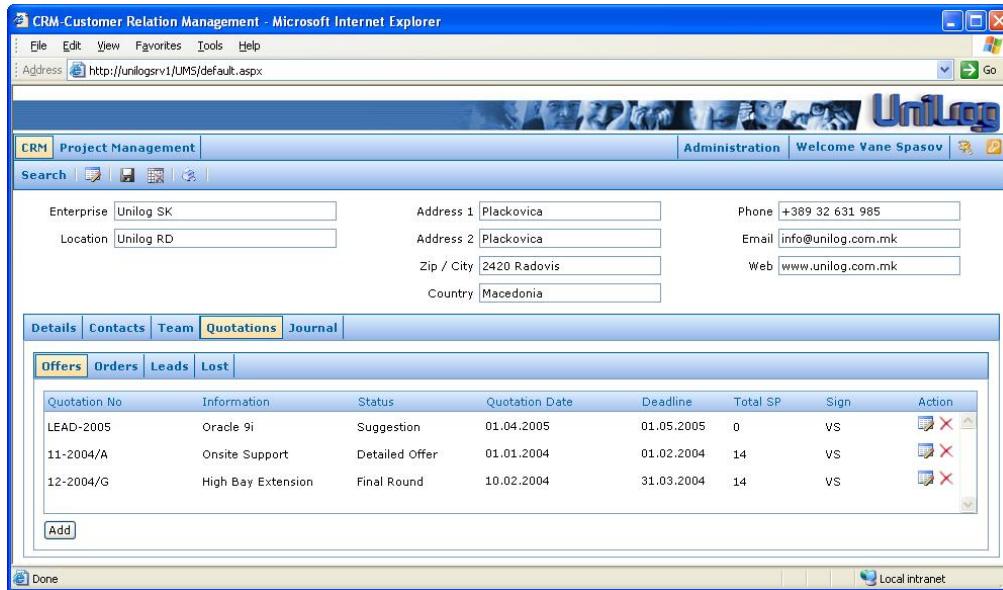 CRM-Customer Relation Management - Microsoft Internet Explorer
File Edit View Favorites Tools Help
Address http://unilogsrv1/UMS/default.aspx Go
UniLog
CRM Project Management Administration Welcome Vane Spasov
Search
Enterprise Unilog SK Address 1 Plackovica Phone +389 32 631 985
Location Unilog RD Address 2 Plackovica Email info@unilog.com.mk
Zip / City 2420 Radovis Web www.unilog.com.mk
Country Macedonia
Details Contacts Team Quotations Journal
Offers Orders Leads Lost
Quotation No Information Status Quotation Date Deadline Total SP Sign Action
LEAD-2005 Oracle 9i Suggestion 01.04.2005 01.05.2005 0 VS
11-2004/A Onsite Support Detailed Offer 01.01.2004 01.02.2004 14 VS
12-2004/G High Bay Extension Final Round 10.02.2004 31.03.2004 14 VS
Add
Done Local intranet